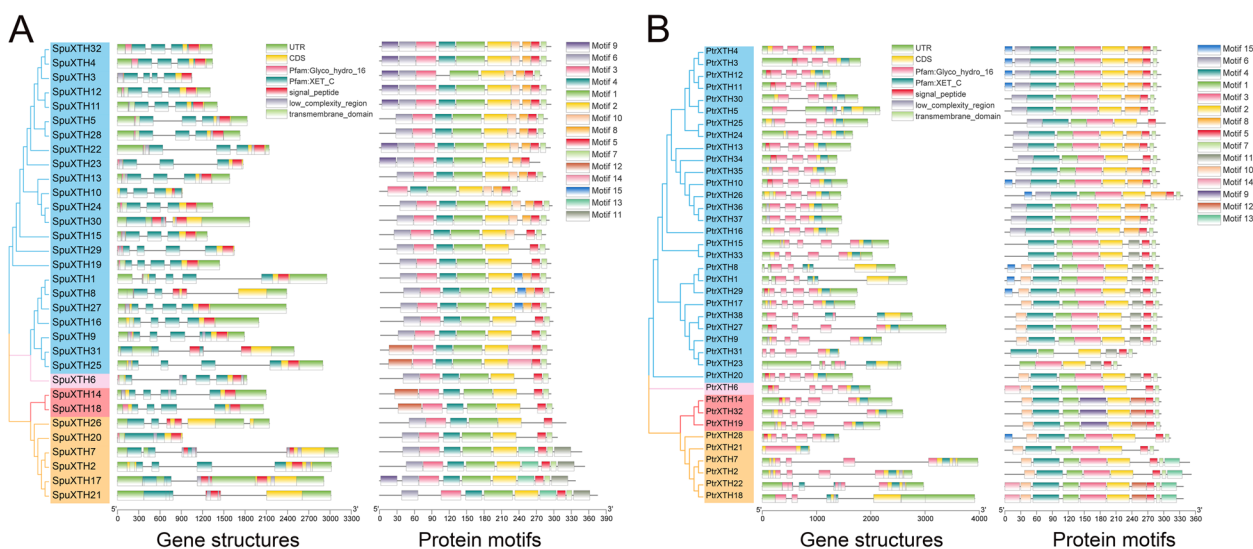 A
SpuXTH32
SpuXTH4
SpuXTH3
SpuXTH12
SpuXTH11
SpuXTH5
SpuXTH28
SpuXTH22
SpuXTH23
SpuXTH13
SpuXTH10
SpuXTH24
SpuXTH30
SpuXTH15
SpuXTH29
SpuXTH19
SpuXTH1
SpuXTH8
SpuXTH27
SpuXTH16
SpuXTH9
SpuXTH31
SpuXTH25
SpuXTH6
SpuXTH14
SpuXTH18
SpuXTH26
SpuXTH20
SpuXTH7
SpuXTH2
SpuXTH17
SpuXTH21
UTR
CDS
Pfam:Glyco_hydro_16
Pfam:XET_C
signal_peptide
low_complexity_region
transmembrane_domain
5' 3'
0 300 600 900 1200 1500 1800 2100 2400 2700 3000 3300
Gene structures
Motif 9
Motif 6
Motif 3
Motif 4
Motif 1
Motif 2
Motif 10
Motif 8
Motif 5
Motif 7
Motif 12
Motif 14
Motif 15
Motif 13
Motif 11
5' 3'
0 30 60 90 120 150 180 210 240 270 300 330 360 390
Protein motifs
B
PtrXTH4
PtrXTH3
PtrXTH12
PtrXTH11
PtrXTH30
PtrXTH5
PtrXTH25
PtrXTH24
PtrXTH13
PtrXTH34
PtrXTH35
PtrXTH10
PtrXTH26
PtrXTH36
PtrXTH37
PtrXTH16
PtrXTH15
PtrXTH33
PtrXTH8
PtrXTH1
PtrXTH29
PtrXTH17
PtrXTH38
PtrXTH27
PtrXTH9
PtrXTH31
PtrXTH23
PtrXTH20
PtrXTH6
PtrXTH14
PtrXTH32
PtrXTH19
PtrXTH28
PtrXTH21
PtrXTH7
PtrXTH2
PtrXTH22
PtrXTH18
UTR
CDS
Pfam:Glyco_hydro_16
Pfam:XET_C
signal_peptide
low_complexity_region
transmembrane_domain
5' 3'
0 1000 2000 3000 4000
Gene structures
Motif 15
Motif 6
Motif 4
Motif 1
Motif 3
Motif 2
Motif 8
Motif 5
Motif 7
Motif 11
Motif 10
Motif 14
Motif 9
Motif 12
Motif 13
5' 3'
0 30 60 90 120 150 180 210 240 270 300 330 360
Protein motifs